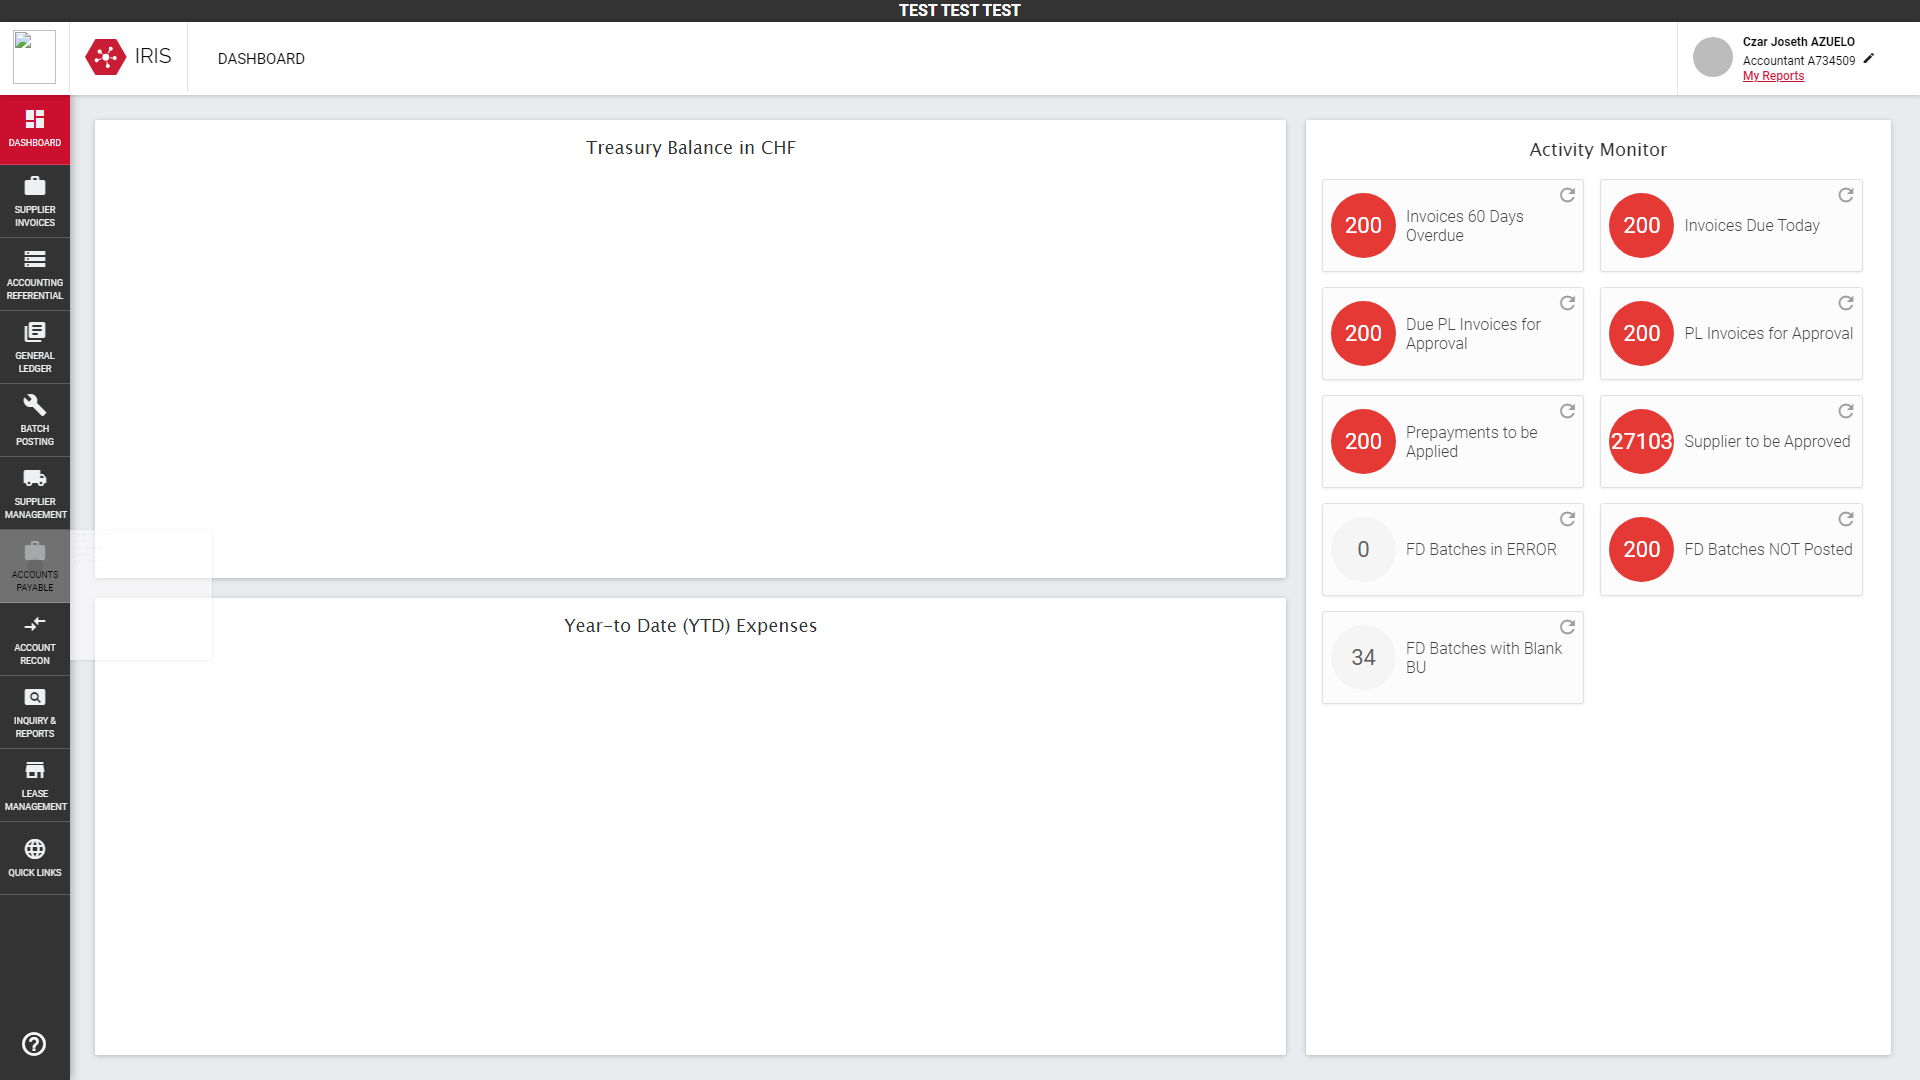 TEST TEST TEST
IRIS
DASHBOARD
Czar Joseth AZUELO
Accountant A734509
My Reports
DASHBOARD
SUPPLIER
INVOICES
ACCOUNTING
REFERENTIAL
GENERAL
LEDGER
BATCH
POSTING
SUPPLIER
MANAGEMENT
ACCOUNTS
PAYABLE
ACCOUNT
RECON
INQUIRY &
REPORTS
LEASE
MANAGEMENT
QUICK LINKS
Treasury Balance in CHF
Year-to Date (YTD) Expenses
Activity Monitor
200
Invoices 60 Days
Overdue
200
Invoices Due Today
200
Due PL Invoices for
Approval
200
PL Invoices for Approval
200
Prepayments to be
Applied
27103
Supplier to be Approved
0
FD Batches in ERROR
200
FD Batches NOT Posted
34
FD Batches with Blank
BU